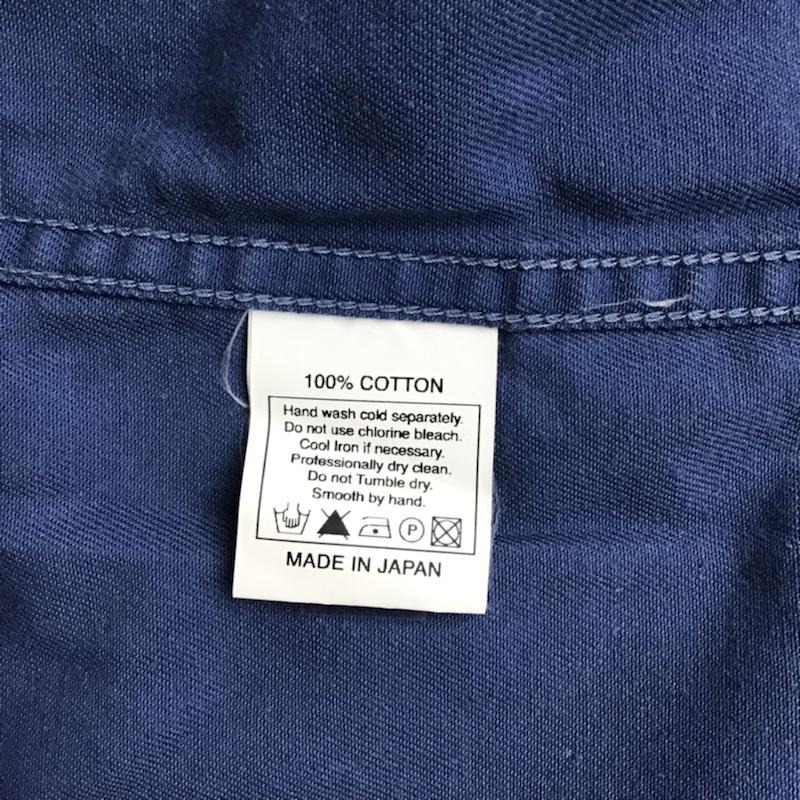 100% COTTON
Hand wash cold separately.
Do not use chlorine bleach.
Cool Iron if necessary.
Professionally dry clean.
Do not Tumble dry.
Smooth by hand.
P
MADE IN JAPAN